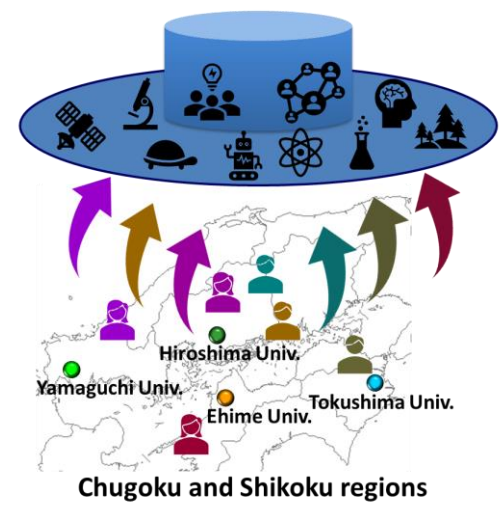 Hiroshima Univ.
Yamaguchi Univ.
Ehime Univ.
Tokushima Univ.
Chugoku and Shikoku regions